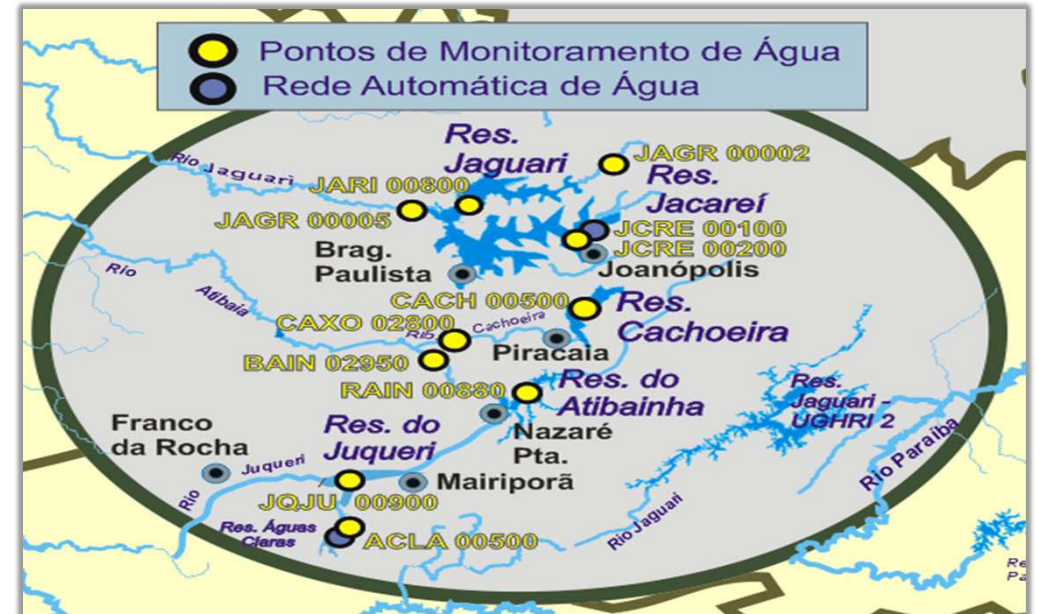 Pontos de Monitoramento de Água
Rede Automática de Água
Res.
Jaguari
JAGR 00002
Rio Jaguari
JARI 00800
Res.
Jacareí
JAGR 00005
JCRE 00100
JCRE 00200
Brag.
Paulista
Joanópolis
Rio
Atibaia
CACH 00500
Res.
Cachoeira
CAXO 02800
Rib. Cachoeira
Piracaia
BAIN 02950
RAIN 00880
Res. do
Atibainha
Res.
Jaguari -
UGHRI 2
Franco
da Rocha
Res. do
Juqueri
Nazaré
Pta.
Rio Paraíba
Juqueri
Rio
Mairiporã
JQJU 00900
Rio Jaguari
Res. Águas
Claras
ACLA 00500
Re
Pa